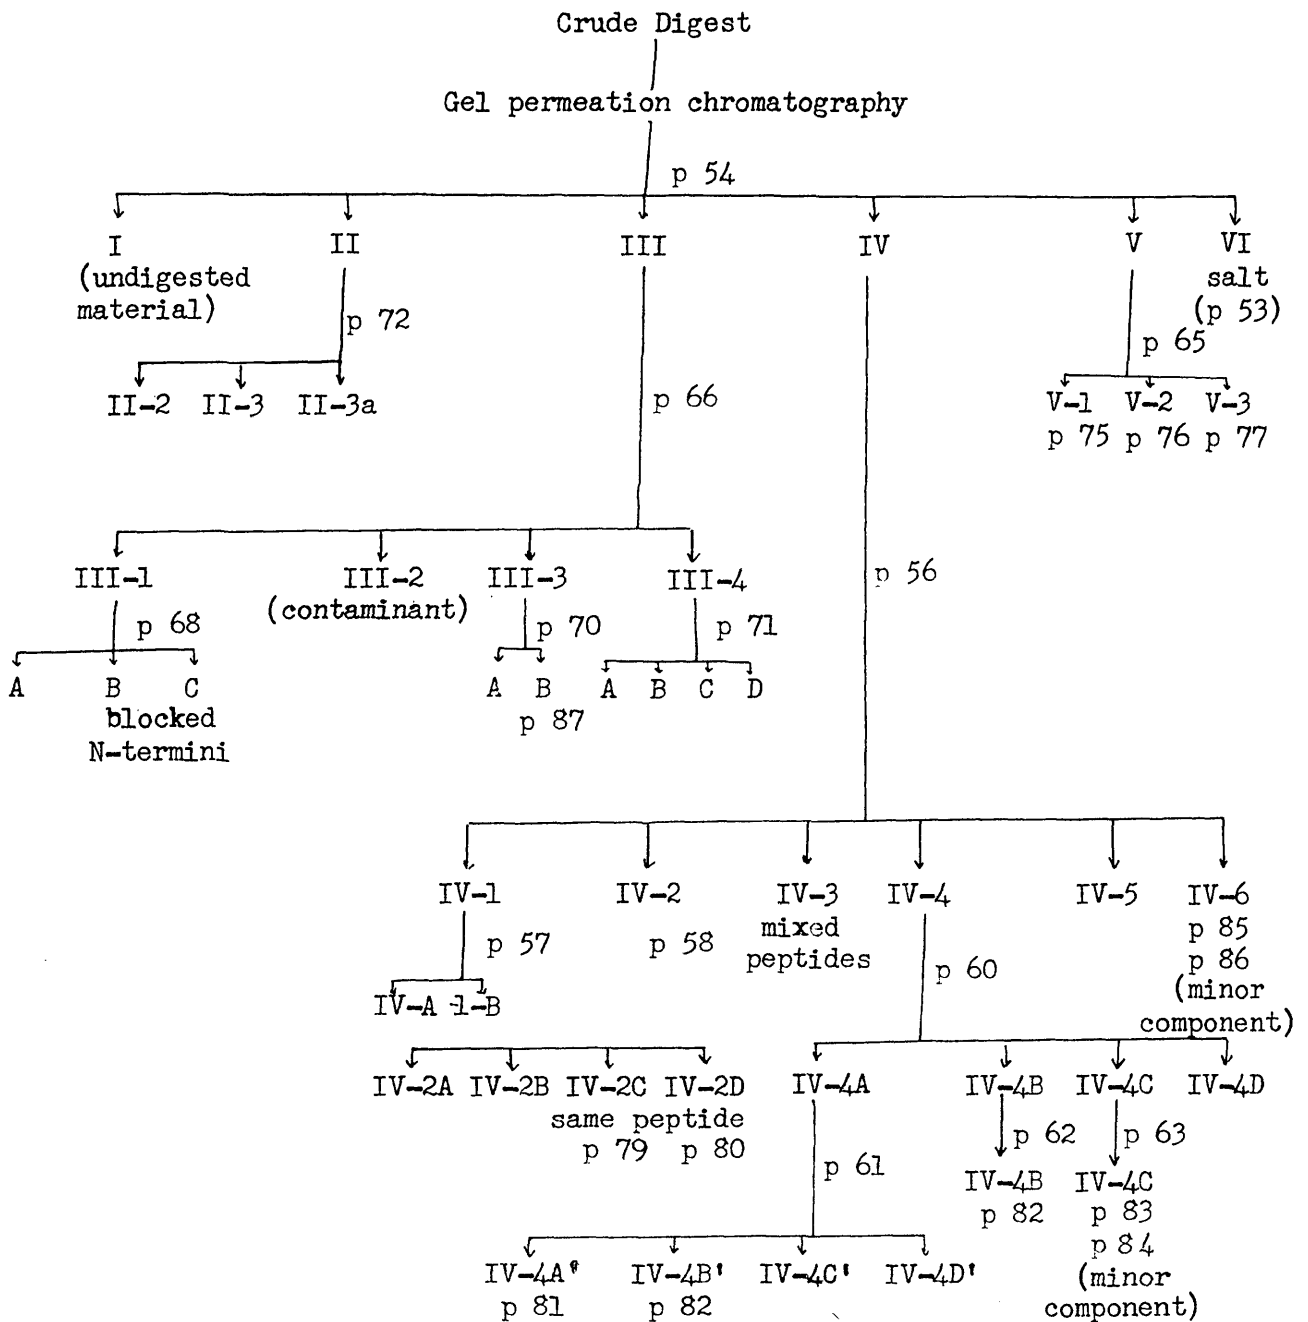 Crude Digest
Gel permeation chromatography
p 54
I II III IV V VI
(undigested material) salt (p 53)
p 72
p 65
II-2 II-3 II-3a
p 66
V-1 V-2 V-3
p 75 p 76 p 77
III-1 III-2 III-3 III-4
(contaminant)
p 56
p 68 p 70 p 71
A B C A B A B C D
blocked N-termini
p 87
IV-1 IV-2 IV-3 IV-4 IV-5 IV-6
mixed peptides
p 85
p 86
(minor component)
p 57 p 58 p 60
IV-A -1-B
IV-2A IV-2B IV-2C IV-2D IV-4A IV-4B IV-4C IV-4D
same peptide
p 79 p 80
p 61 p 62 p 63
IV-4B IV-4C
p 82 p 83
p 84
(minor component)
IV-4A' IV-4B' IV-4C' IV-4D'
p 81 p 82